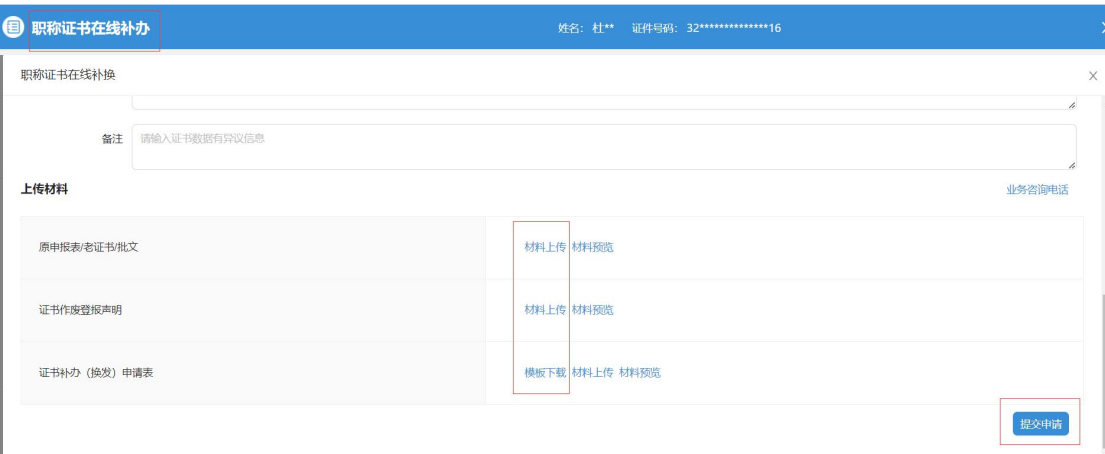 职称证书在线补办 姓名：杜** 证件号码：32**************16
职称证书在线补换
备注 请输入证书数据有异议信息
上传材料 业务咨询电话
原申报表/老证书/批文 材料上传 材料预览
证书作废登报声明 材料上传 材料预览
证书补办（换发）申请表 模板下载 材料上传 材料预览
提交申请